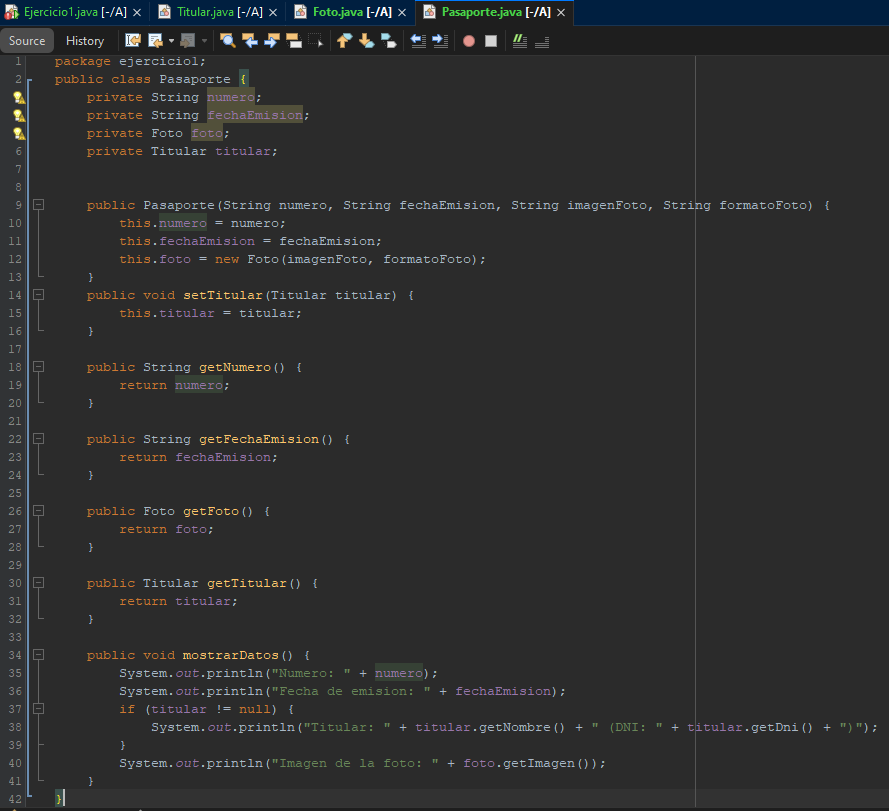 Ejercicio1.java [-/A] Titular.java [-/A] Foto.java [-/A] Pasaporte.java [-/A]
Source History
1 package ejercicio1;
2 public class Pasaporte {
private String numero;
private String fechaEmision;
private Foto foto;
6 private Titular titular;
7
8
9 public Pasaporte(String numero, String fechaEmision, String imagenFoto, String formatoFoto) {
10 this.numero = numero;
11 this.fechaEmision = fechaEmision;
12 this.foto = new Foto(imagenFoto, formatoFoto);
13 }
14 public void setTitular(Titular titular) {
15 this.titular = titular;
16 }
17
18 public String getNumero() {
19 return numero;
20 }
21
22 public String getFechaEmision() {
23 return fechaEmision;
24 }
25
26 public Foto getFoto() {
27 return foto;
28 }
29
30 public Titular getTitular() {
31 return titular;
32 }
33
34 public void mostrarDatos() {
35 System.out.println("Numero: " + numero);
36 System.out.println("Fecha de emision: " + fechaEmision);
37 if (titular != null) {
38 System.out.println("Titular: " + titular.getNombre() + " (DNI: " + titular.getDni() + ")");
39 }
40 System.out.println("Imagen de la foto: " + foto.getImagen());
41 }
42 }